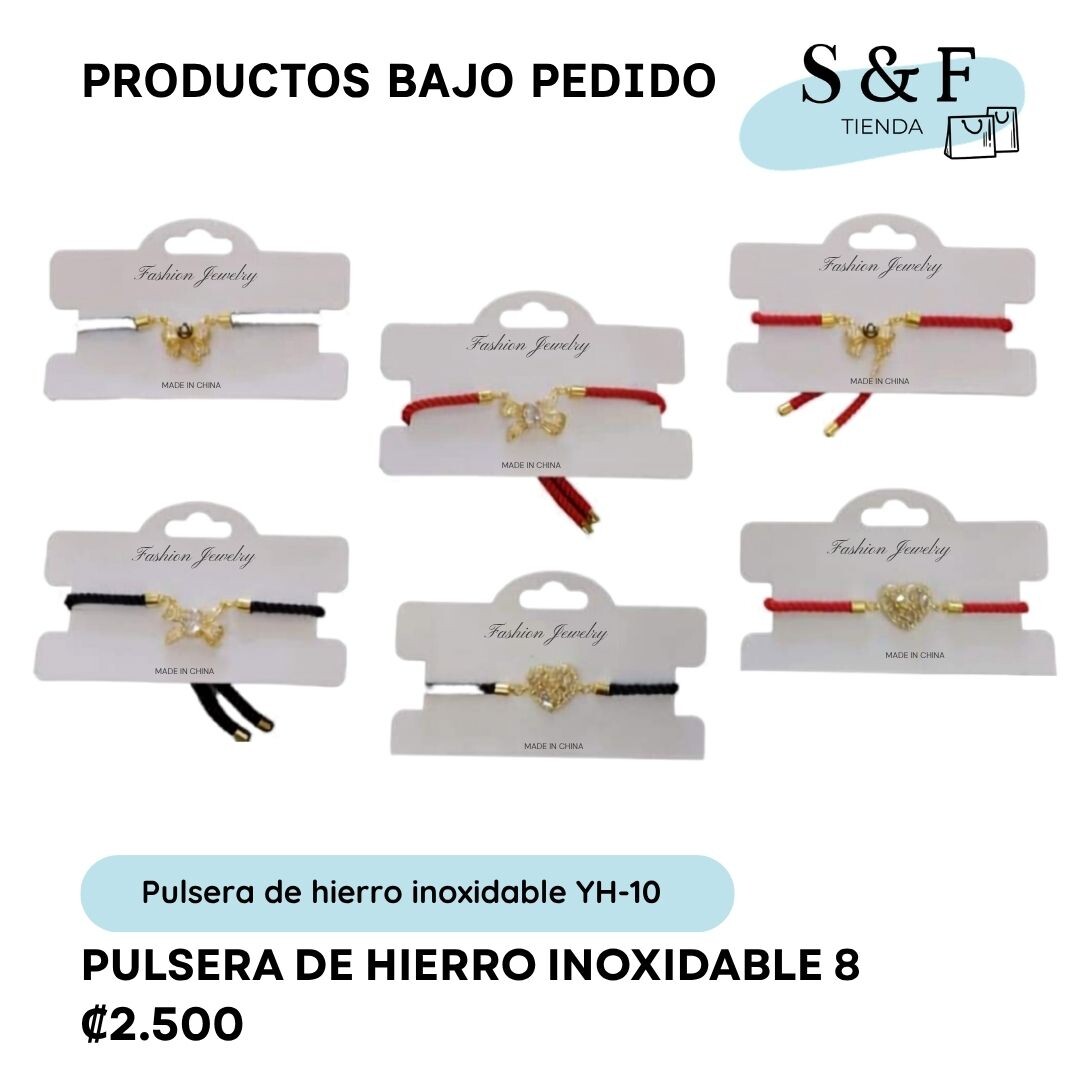 PRODUCTOS BAJO PEDIDO
S & F
TIENDA
Fashion Jewelry
MADE IN CHINA
Fashion Jewelry
MADE IN CHINA
Fashion Jewelry
MADE IN CHINA
Fashion Jewelry
MADE IN CHINA
Fashion Jewelry
MADE IN CHINA
Fashion Jewelry
MADE IN CHINA
Pulsera de hierro inoxidable YH-10
PULSERA DE HIERRO INOXIDABLE 8
₡2.500